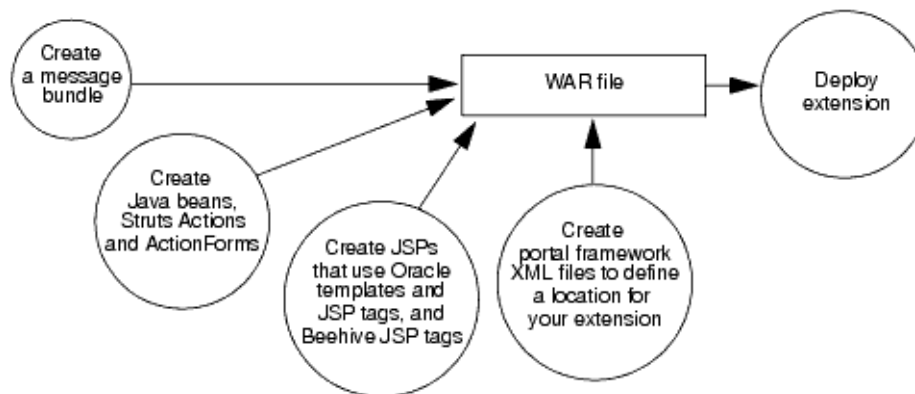 Create
a message
bundle
WAR file
Deploy
extension
Create
Java beans,
Struts Actions
and ActionForms
Create JSPs
that use Oracle
templates and
JSP tags, and
Beehive JSP tags
Create
portal framework
XML files to define
a location for
your extension